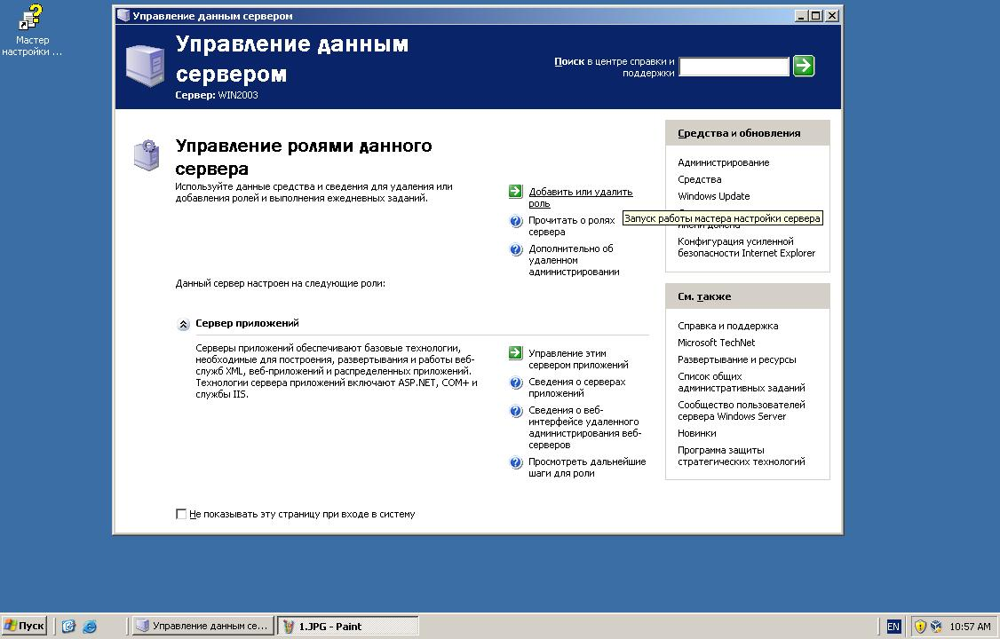 Мастер
настройки ...
Управление данным сервером
Управление данным
сервером
Сервер: WIN2003
Поиск в центре справки и
поддержки
Управление ролями данного
сервера
Используйте данные средства и сведения для удаления или
добавления ролей и выполнения ежедневных заданий.
Добавить или удалить
роль
Прочитать о ролях
сервера
Дополнительно об
удаленном
администрировании
Запуск работы мастера настройки сервера
Данный сервер настроен на следующие роли:
Сервер приложений
Серверы приложений обеспечивают базовые технологии,
необходимые для построения, развертывания и работы веб-
служб XML, веб-приложений и распределенных приложений.
Технологии сервера приложений включают ASP.NET, COM+ и
службы IIS.
Управление этим
сервером приложений
Сведения о серверах
приложений
Сведения о веб-
интерфейсе удаленного
администрирования веб-
серверов
Просмотреть дальнейшие
шаги для роли
Не показывать эту страницу при входе в систему
Средства и обновления
Администрирование
Средства
Windows Update
имени домена
Конфигурация усиленной
безопасности Internet Explorer
См. также
Справка и поддержка
Microsoft TechNet
Развертывание и ресурсы
Список общих
административных заданий
Сообщество пользователей
сервера Windows Server
Новинки
Программа защиты
стратегических технологий
Пуск
Управление данным се...
1.JPG - Paint
EN
10:57 AM